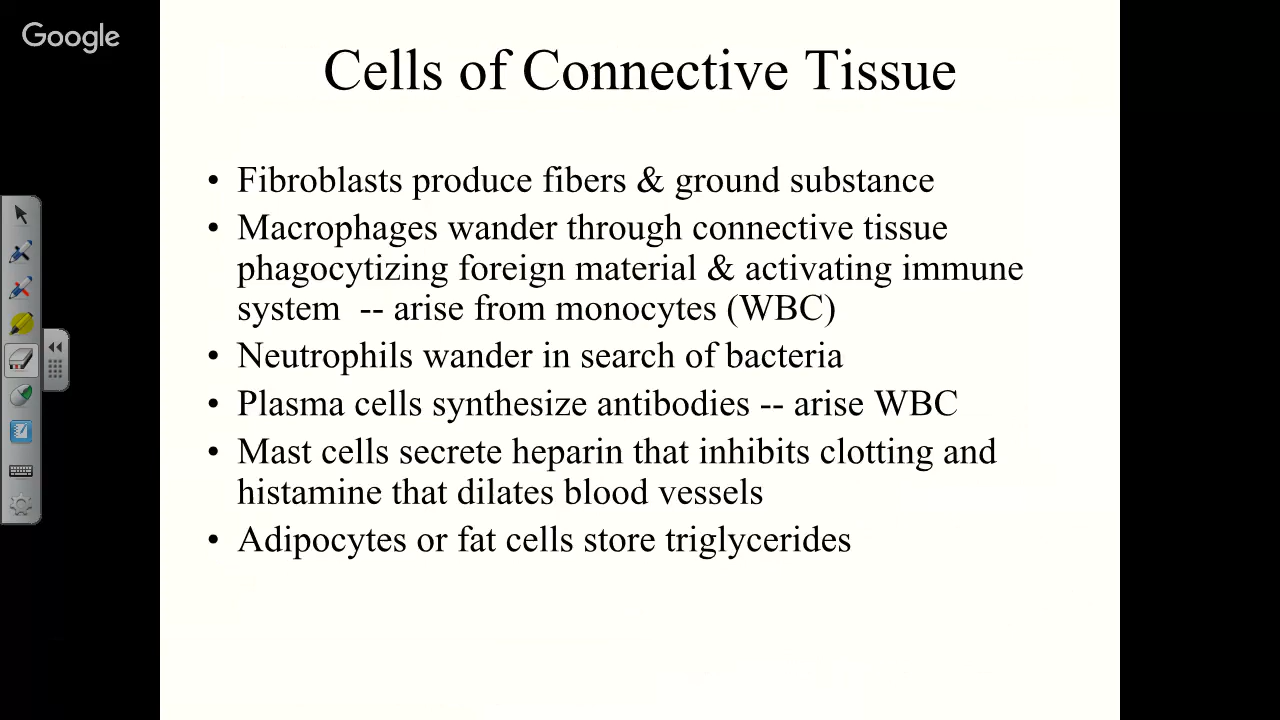 Google
Cells of Connective Tissue
• Fibroblasts produce fibers & ground substance
• Macrophages wander through connective tissue
phagocytizing foreign material & activating immune
system -- arise from monocytes (WBC)
• Neutrophils wander in search of bacteria
• Plasma cells synthesize antibodies -- arise WBC
• Mast cells secrete heparin that inhibits clotting and
histamine that dilates blood vessels
• Adipocytes or fat cells store triglycerides